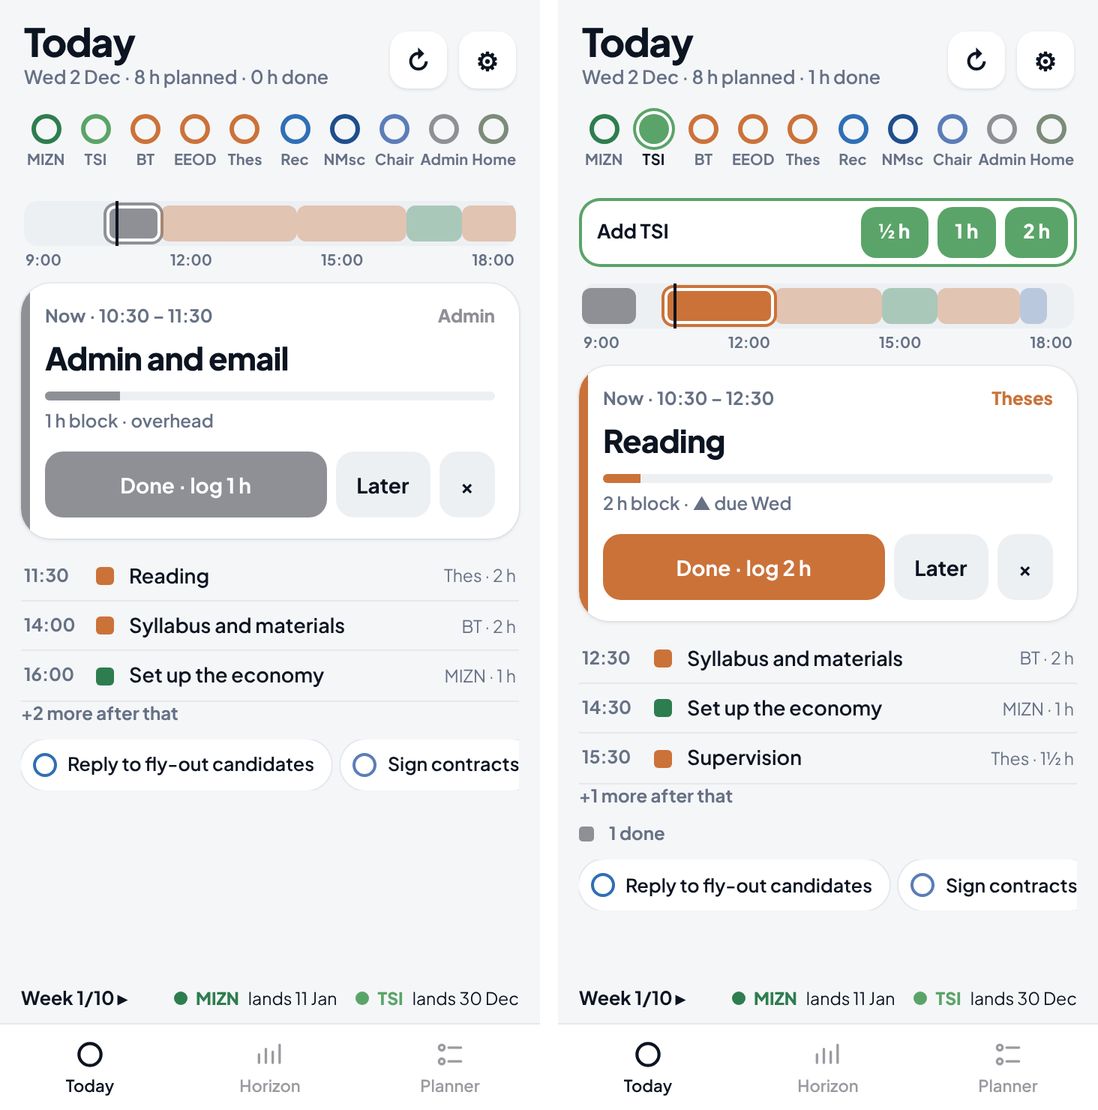 Today
Wed 2 Dec · 8 h planned · 0 h done
MIZN TSI BT EEOD Thes Rec NMsc Chair Admin Home
9:00 12:00 15:00 18:00
Now · 10:30 – 11:30 Admin
Admin and email
1 h block · overhead
Done · log 1 h Later ×
11:30 Reading Thes · 2 h
14:00 Syllabus and materials BT · 2 h
16:00 Set up the economy MIZN · 1 h
+2 more after that
Reply to fly-out candidates Sign contracts
Week 1/10 ▸ MIZN lands 11 Jan TSI lands 30 Dec
Today Horizon Planner
Today
Wed 2 Dec · 8 h planned · 1 h done
MIZN TSI BT EEOD Thes Rec NMsc Chair Admin Home
Add TSI ½ h 1 h 2 h
9:00 12:00 15:00 18:00
Now · 10:30 – 12:30 Theses
Reading
2 h block · ▲ due Wed
Done · log 2 h Later ×
12:30 Syllabus and materials BT · 2 h
14:30 Set up the economy MIZN · 1 h
15:30 Supervision Thes · 1½ h
+1 more after that
1 done
Reply to fly-out candidates Sign contracts
Week 1/10 ▸ MIZN lands 11 Jan TSI lands 30 Dec
Today Horizon Planner